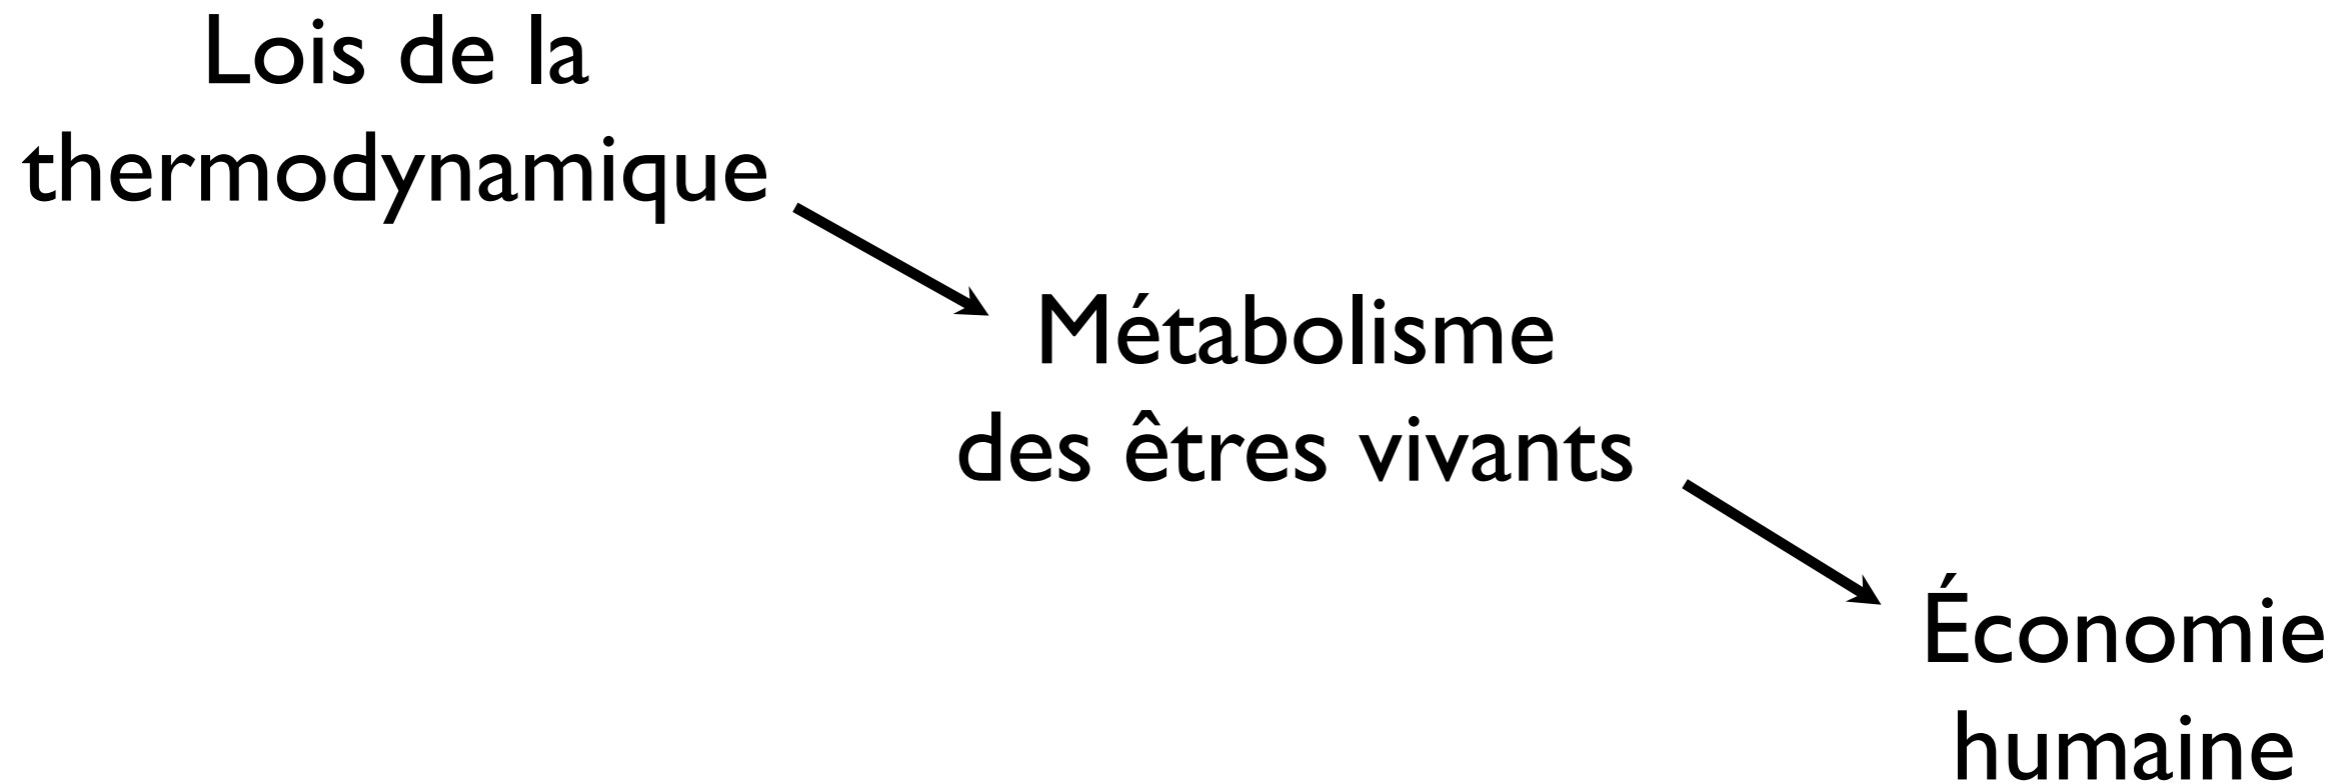 Lois de la
thermodynamique
Métabolisme
des êtres vivants
Économie
humaine